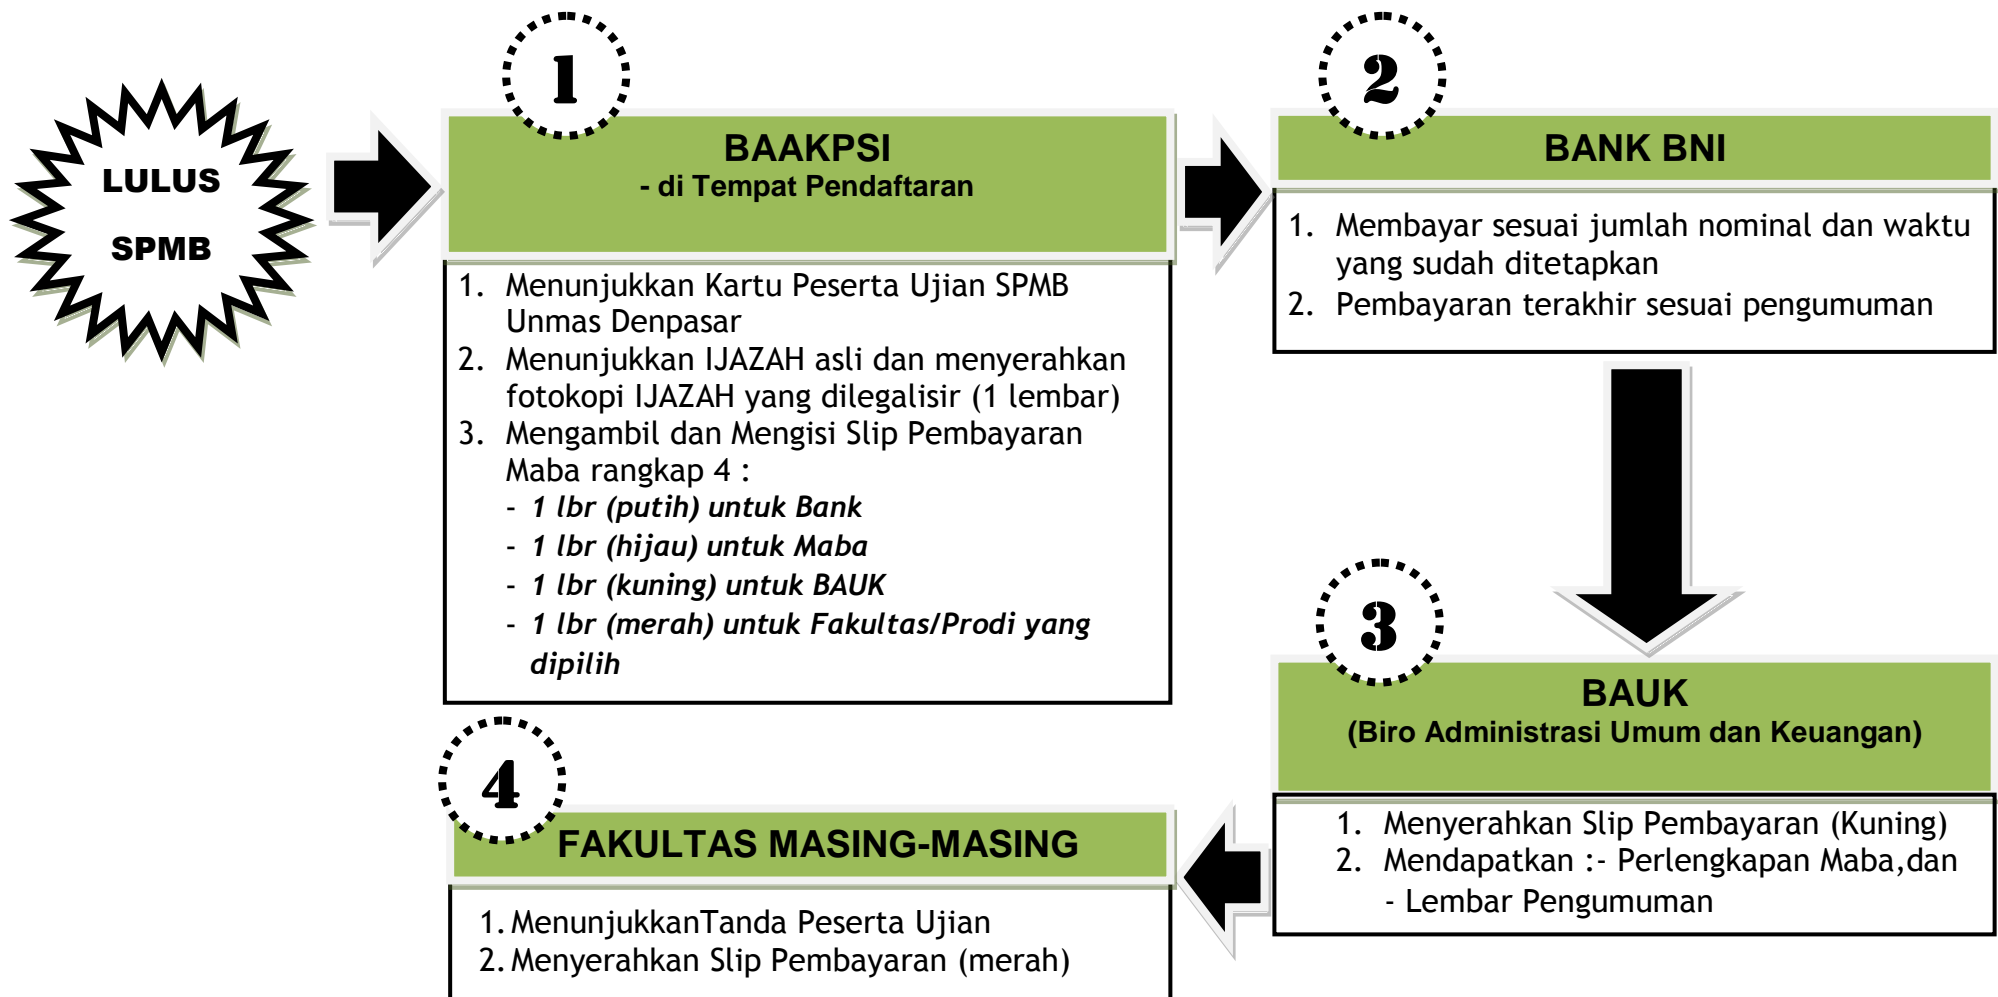 LULUS
SPMB
1
BAAKPSI
- di Tempat Pendaftaran
1. Menunjukkan Kartu Peserta Ujian SPMB
Unmas Denpasar
2. Menunjukkan IJAZAH asli dan menyerahkan
fotokopi IJAZAH yang dilegalisir (1 lembar)
3. Mengambil dan Mengisi Slip Pembayaran
Maba rangkap 4 :
- 1 lbr (putih) untuk Bank
- 1 lbr (hijau) untuk Maba
- 1 lbr (kuning) untuk BAUK
- 1 lbr (merah) untuk Fakultas/Prodi yang
dipilih
2
BANK BNI
1. Membayar sesuai jumlah nominal dan waktu
yang sudah ditetapkan
2. Pembayaran terakhir sesuai pengumuman
3
BAUK
(Biro Administrasi Umum dan Keuangan)
1. Menyerahkan Slip Pembayaran (Kuning)
2. Mendapatkan :- Perlengkapan Maba,dan
- Lembar Pengumuman
4
FAKULTAS MASING-MASING
1. MenunjukkanTanda Peserta Ujian
2. Menyerahkan Slip Pembayaran (merah)